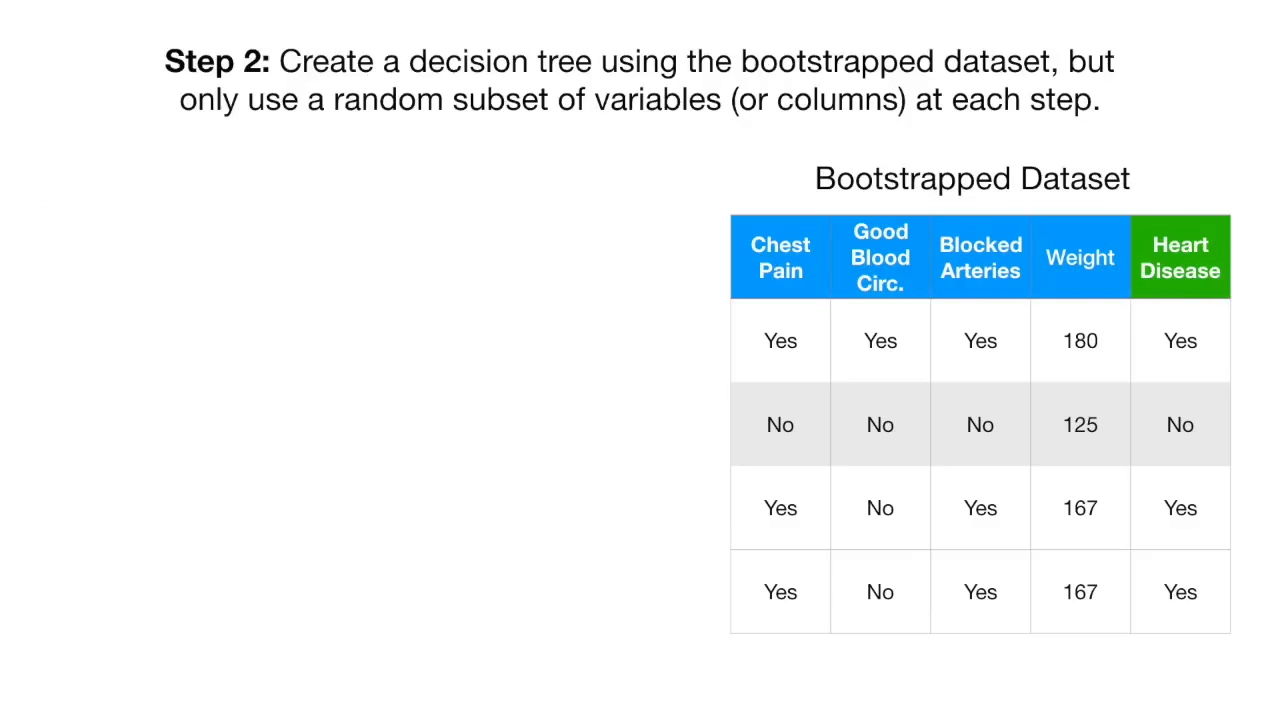 Step 2: Create a decision tree using the bootstrapped dataset, but
only use a random subset of variables (or columns) at each step.
Bootstrapped Dataset
Chest Pain Good Blood Circ. Blocked Arteries Weight Heart Disease
Yes Yes Yes 180 Yes
No No No 125 No
Yes No Yes 167 Yes
Yes No Yes 167 Yes